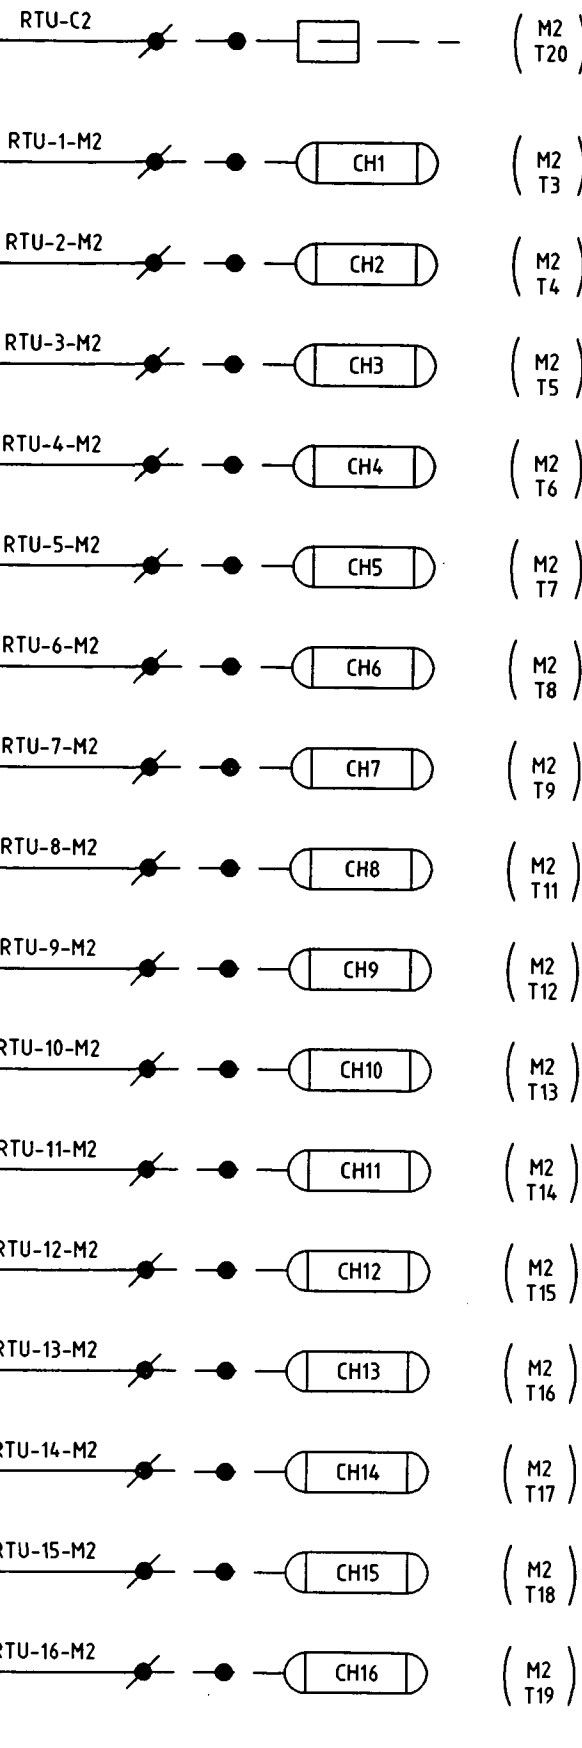 RTU-C2
M2
T20
RTU-1-M2
CH1
M2
T3
RTU-2-M2
CH2
M2
T4
RTU-3-M2
CH3
M2
T5
RTU-4-M2
CH4
M2
T6
RTU-5-M2
CH5
M2
T7
RTU-6-M2
CH6
M2
T8
RTU-7-M2
CH7
M2
T9
RTU-8-M2
CH8
M2
T11
RTU-9-M2
CH9
M2
T12
RTU-10-M2
CH10
M2
T13
RTU-11-M2
CH11
M2
T14
RTU-12-M2
CH12
M2
T15
RTU-13-M2
CH13
M2
T16
RTU-14-M2
CH14
M2
T17
RTU-15-M2
CH15
M2
T18
RTU-16-M2
CH16
M2
T19